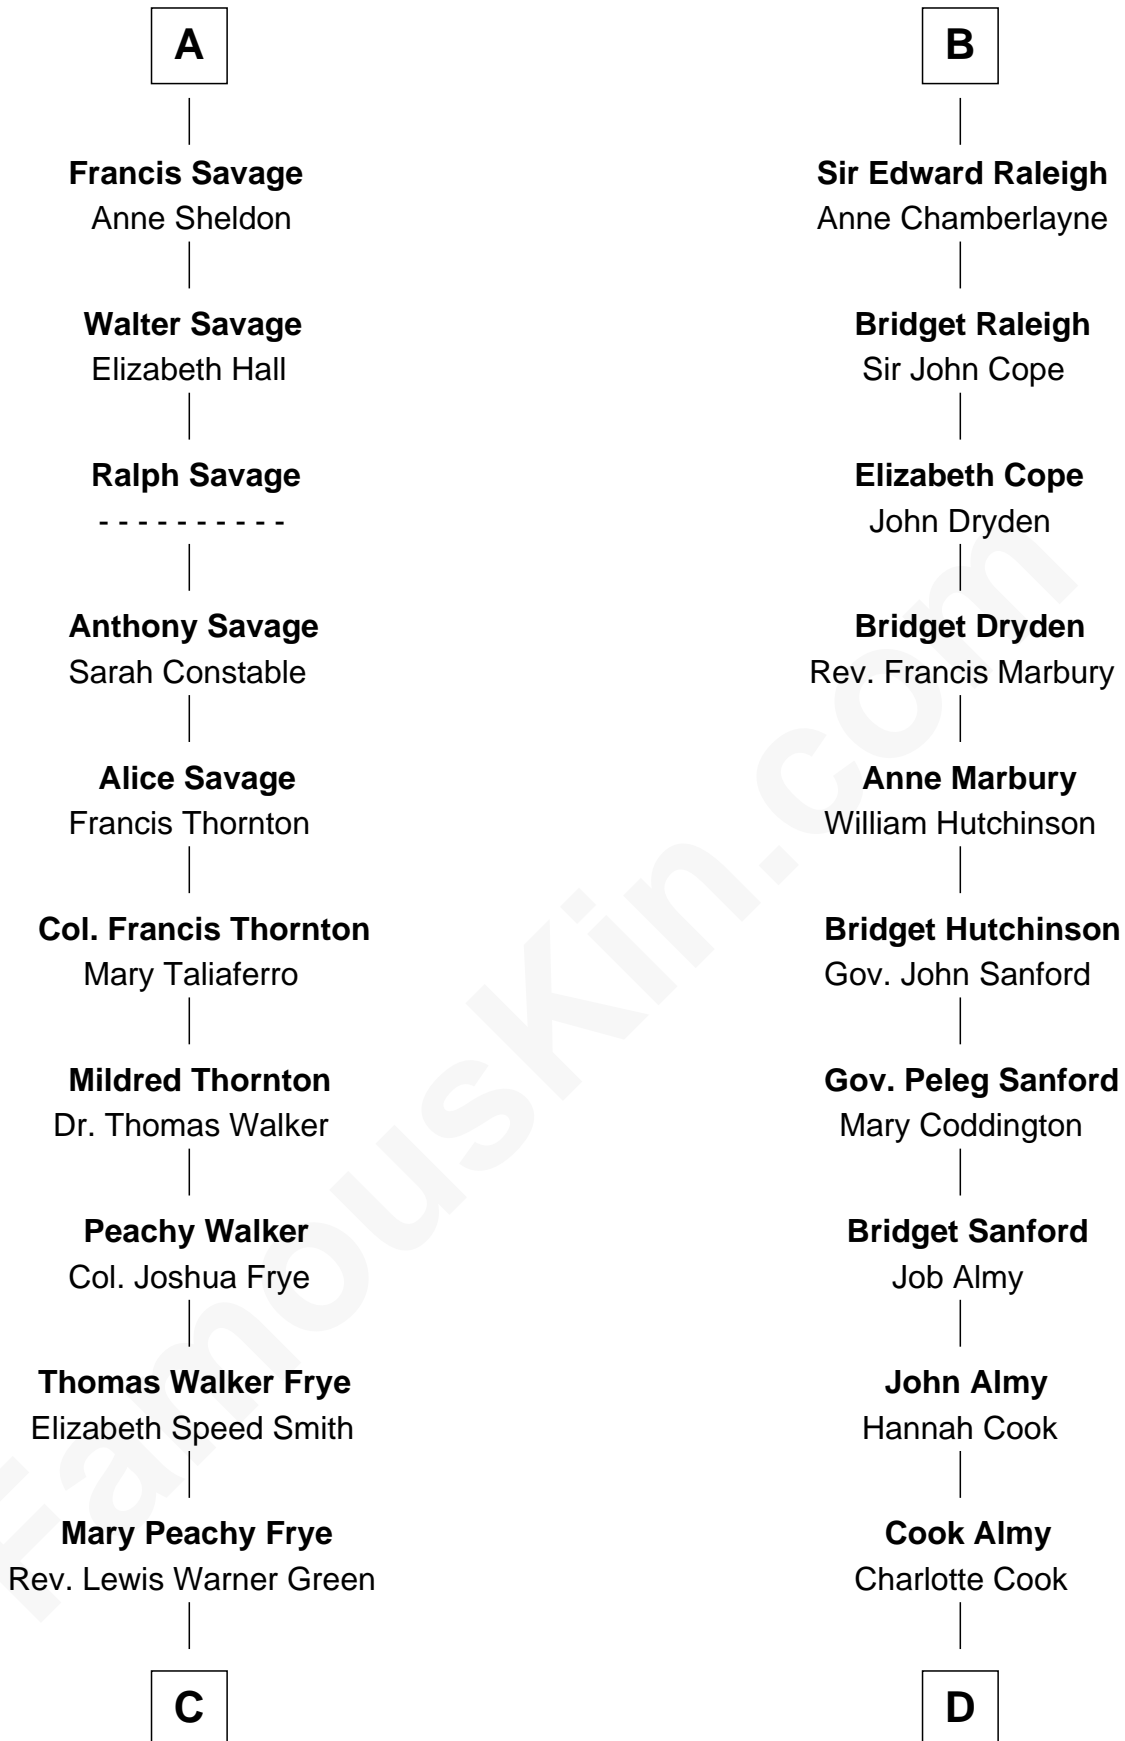 A
Francis Savage
Anne Sheldon
Walter Savage
Elizabeth Hall
Ralph Savage
- - - - - - - - - -
Anthony Savage
Sarah Constable
Alice Savage
Francis Thornton
Col. Francis Thornton
Mary Taliaferro
Mildred Thornton
Dr. Thomas Walker
Peachy Walker
Col. Joshua Frye
Thomas Walker Frye
Elizabeth Speed Smith
Mary Peachy Frye
Rev. Lewis Warner Green
C
B
Sir Edward Raleigh
Anne Chamberlayne
Bridget Raleigh
Sir John Cope
Elizabeth Cope
John Dryden
Bridget Dryden
Rev. Francis Marbury
Anne Marbury
William Hutchinson
Bridget Hutchinson
Gov. John Sanford
Gov. Peleg Sanford
Mary Coddington
Bridget Sanford
Job Almy
John Almy
Hannah Cook
Cook Almy
Charlotte Cook
D
FamousKin.com